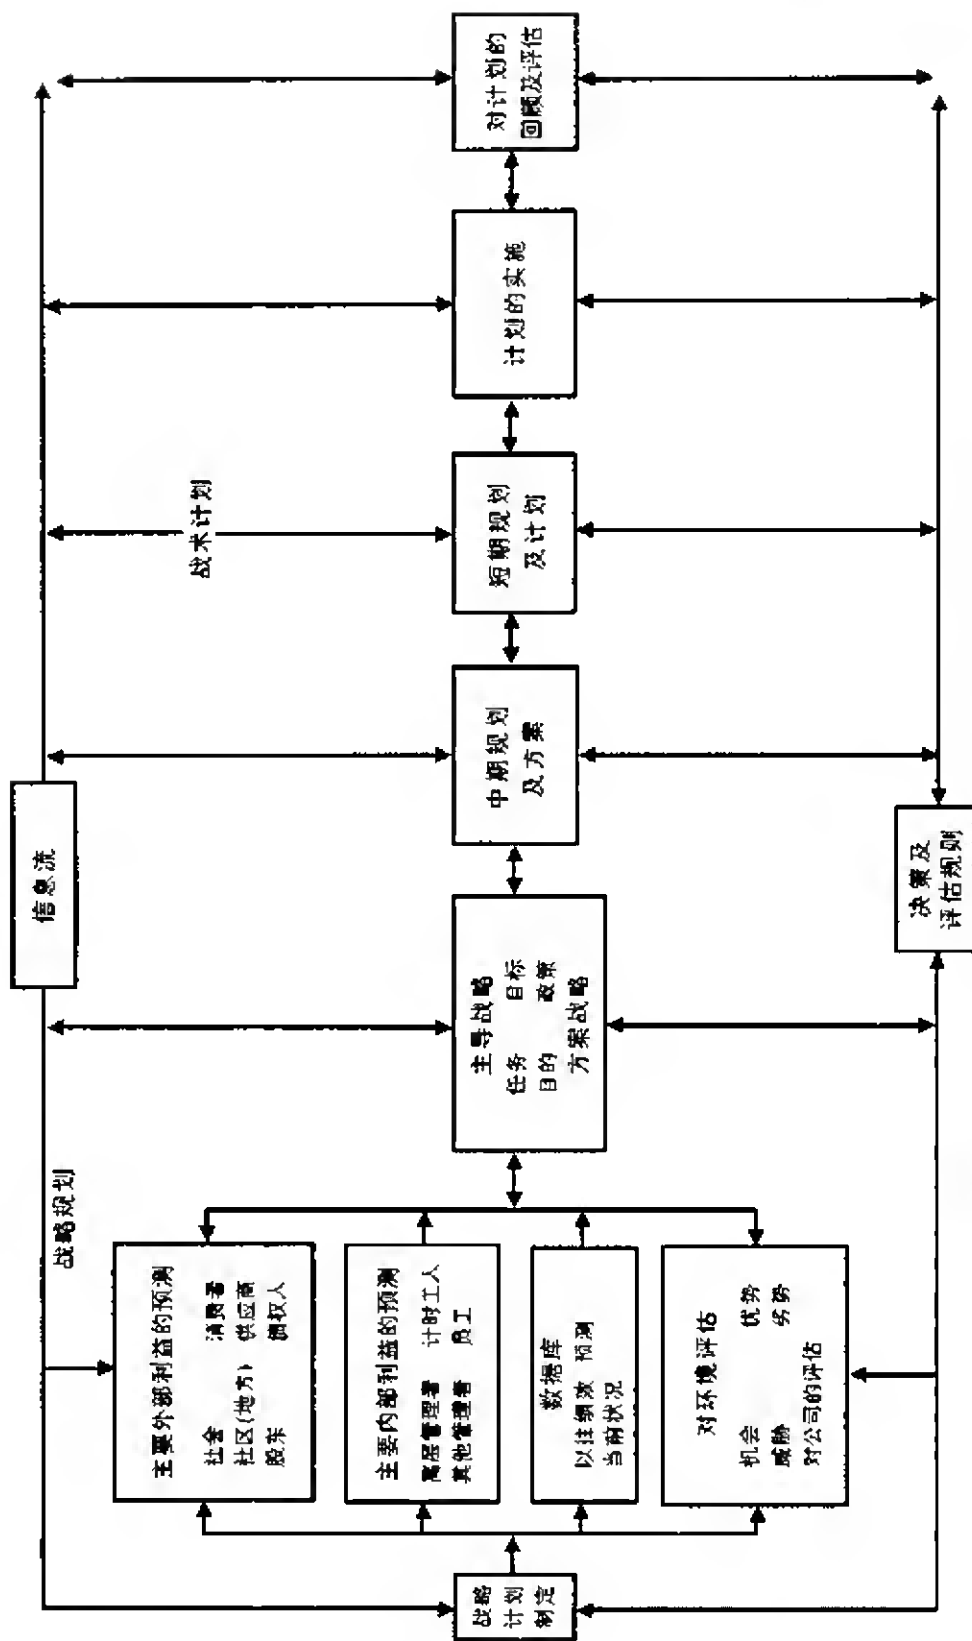 信息流
战略规划
战术计划
战略
计划
制定
主要外部利益的预测
社会 消费者
社区(地方) 供应商
股东 债权人
主要内部利益的预测
高层管理者 计时工人
其他管理者 员工
数据库
以往绩效 预测
当前状况
对环境评估
机会 优势
威胁 劣势
对公司的评估
主导战略
任务 目标
目的 政策
方案战略
中期规划
及方案
短期规划
及计划
计划的实施
对计划的
回顾及评估
决策及
评估规则